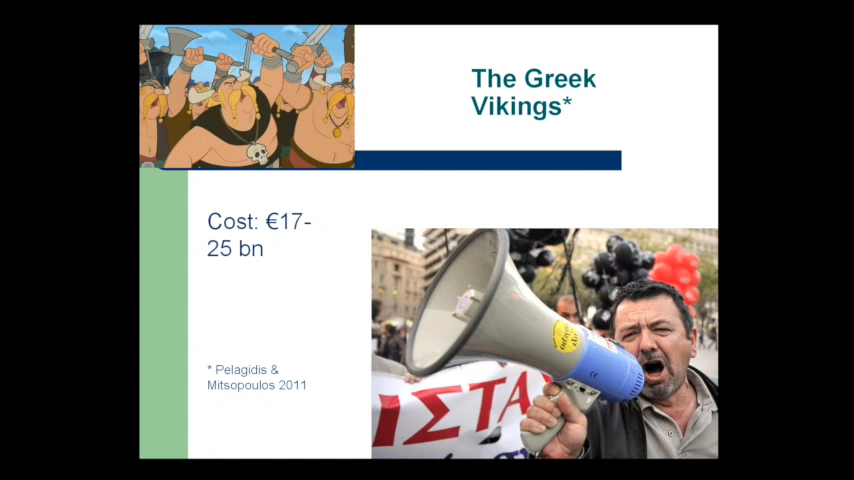 The Greek
Vikings*
Cost: €17-
25 bn
* Pelagidis &
Mitsopoulos 2011
ΙΣΤΑ